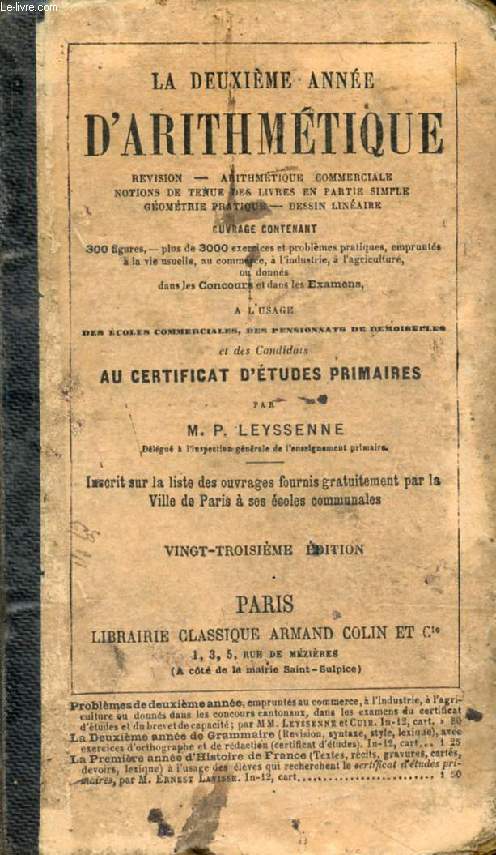 Le-livre.com
LA DEUXIÈME ANNÉE
D'ARITHMÉTIQUE
REVISION — ARITHMÉTIQUE COMMERCIALE
NOTIONS DE TENUE DES LIVRES EN PARTIE SIMPLE
GÉOMÉTRIE PRATIQUE — DESSIN LINÉAIRE
OUVRAGE CONTENANT
300 figures, — plus de 3000 exercices et problèmes pratiques, empruntés
à la vie usuelle, au commerce, à l'industrie, à l'agriculture,
ou donnés
dans les Concours et dans les Examens,
A L'USAGE
DES ÉCOLES COMMERCIALES, DES PENSIONNATS DE DEMOISELLES
et des Candidats
AU CERTIFICAT D'ÉTUDES PRIMAIRES
PAR
M. P. LEYSSENNE
Délégué à l'inspection générale de l'enseignement primaire.
Inscrit sur la liste des ouvrages fournis gratuitement par la
Ville de Paris à ses écoles communales
VINGT-TROISIÈME ÉDITION
PARIS
LIBRAIRIE CLASSIQUE ARMAND COLIN ET Cie
1, 3, 5, RUE DE MÉZIÈRES
(A côté de la mairie Saint-Sulpice)
Problèmes de deuxième année, empruntés au commerce, à l'industrie, à l'agri-
culture ou donnés dans les concours cantonaux, dans les examens du certificat
d'études et du brevet de capacité; par MM. LEYSSENNE et CUIR. In-12, cart. » 80
La Deuxième année de Grammaire (Revision, syntaxe, style, lexique), avec
exercices d'orthographe et de rédaction (certificat d'études). In-12, cart... 1 25
La Première année d'Histoire de France (Textes, récits, gravures, cartes,
devoirs, lexique) à l'usage des élèves qui recherchent le certificat d'études pri-
maires, par M. ERNEST LAVISSE. In-12, cart........................ 1 50